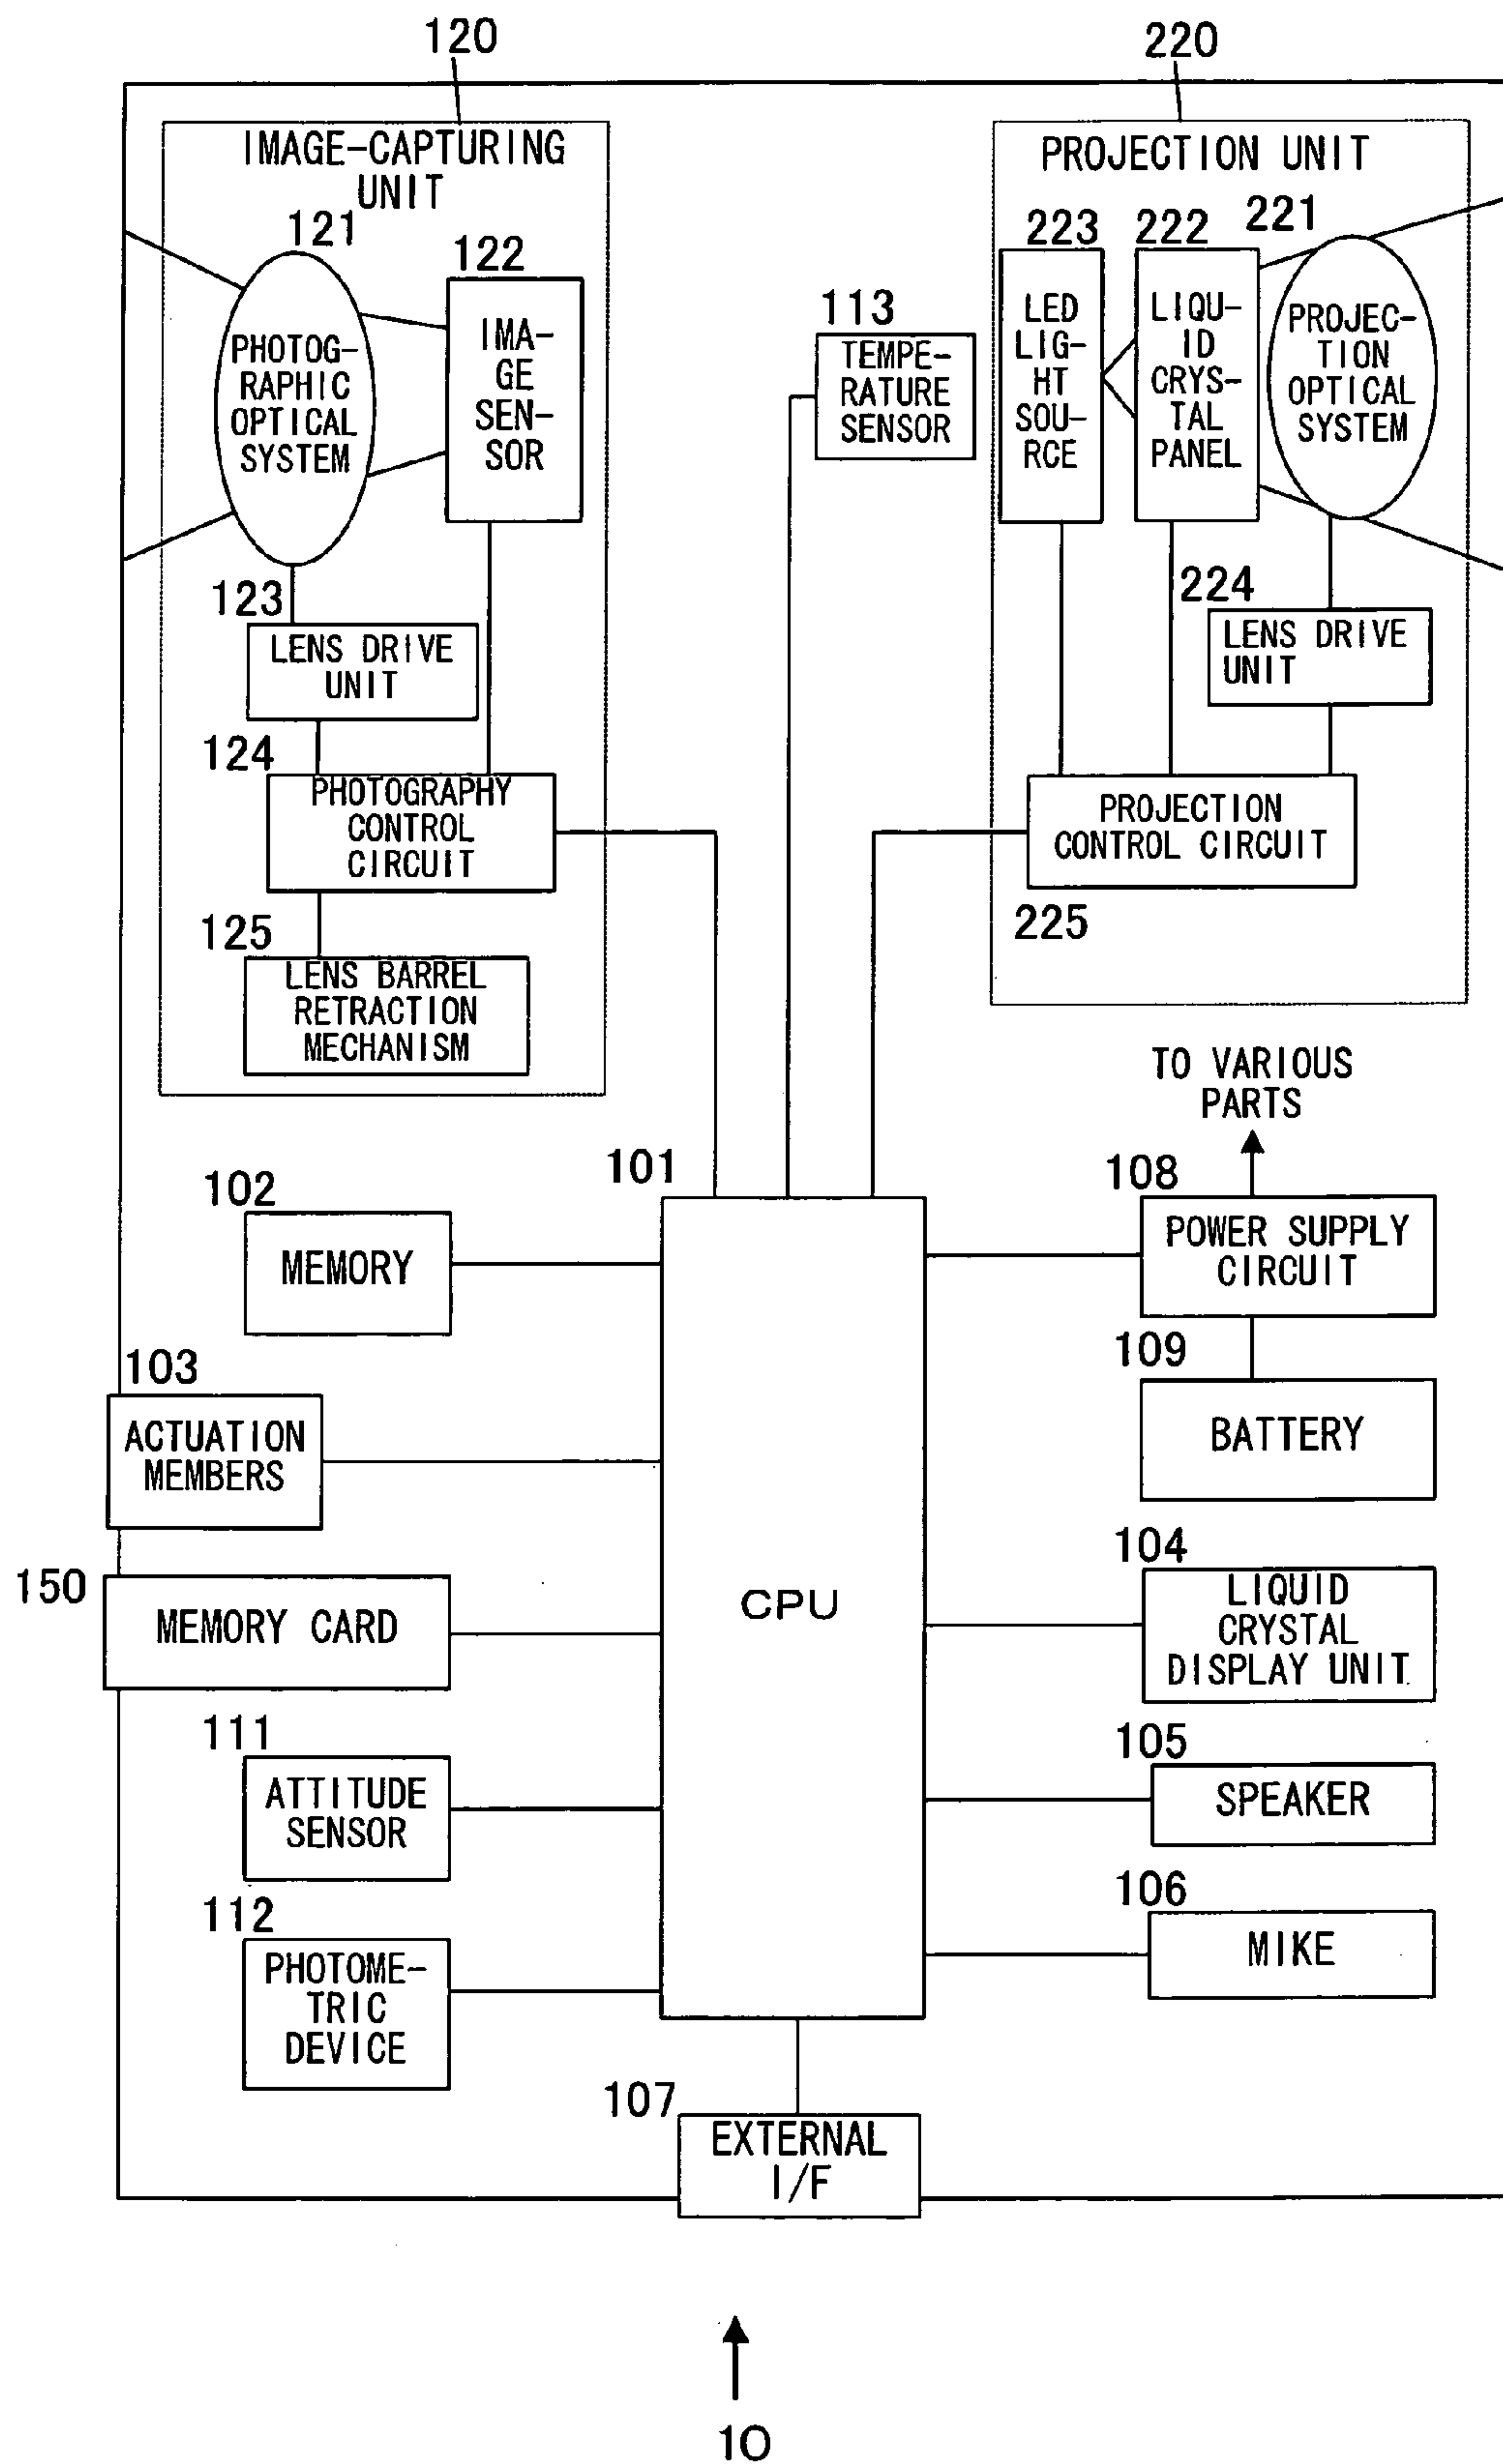 120
220
IMAGE-CAPTURING
UNIT
121
122
PHOTOG-
RAPHIC
OPTICAL
SYSTEM
IMA-
GE
SEN-
SOR
123
LENS DRIVE
UNIT
124
PHOTOGRAPHY
CONTROL
CIRCUIT
125
LENS BARREL
RETRACTION
MECHANISM
113
TEMPE-
RATURE
SENSOR
PROJECTION UNIT
223
222
221
LED
LIG-
HT
SOU-
RCE
LIQU-
ID
CRYS-
TAL
PANEL
PROJEC-
TION
OPTICAL
SYSTEM
224
LENS DRIVE
UNIT
PROJECTION
CONTROL CIRCUIT
225
TO VARIOUS
PARTS
101
CPU
102
MEMORY
103
ACTUATION
MEMBERS
150
MEMORY CARD
111
ATTITUDE
SENSOR
112
PHOTOME-
TRIC
DEVICE
108
POWER SUPPLY
CIRCUIT
109
BATTERY
104
LIQUID
CRYSTAL
DISPLAY UNIT
105
SPEAKER
106
MIKE
107
EXTERNAL
I/F
10